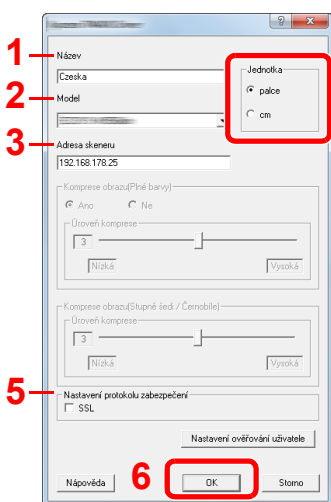 1
Název
Czeska
Jednotka
palce
cm
2
Model
3
Adresa skeneru
192.168.178.25
Komprese obrazu(Plné barvy)
Ano
Ne
Úroveň komprese
3
Nízká
Vysoká
Komprese obrazu(Stupně šedi / Černobíle)
Úroveň komprese
3
Nízká
Vysoká
5
Nastavení protokolu zabezpečení
SSL
Nastavení ověřování uživatele
6
Nápověda
OK
Storno